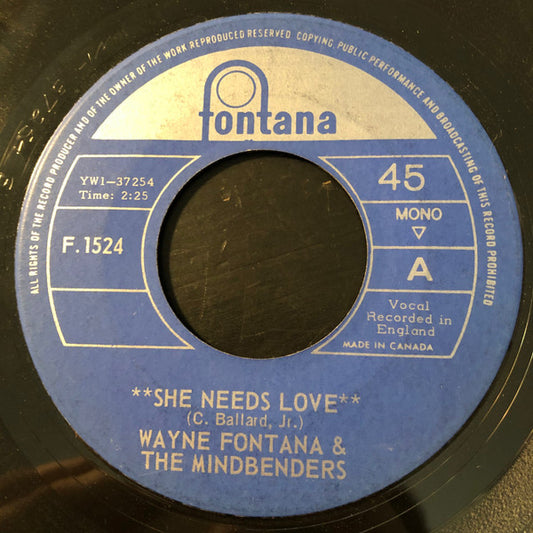 ALL RIGHTS OF THE RECORD PRODUCER AND OF THE OWNER OF THE WORK REPRODUCED RESERVED. COPYING, PUBLIC PERFORMANCE AND BROADCASTING OF THIS RECORD PROHIBITED
fontana
YW1-37254
Time: 2:25
F.1524
45
MONO
A
Vocal
Recorded in
England
MADE IN CANADA
**SHE NEEDS LOVE**
(C. Ballard, Jr.)
WAYNE FONTANA &
THE MINDBENDERS